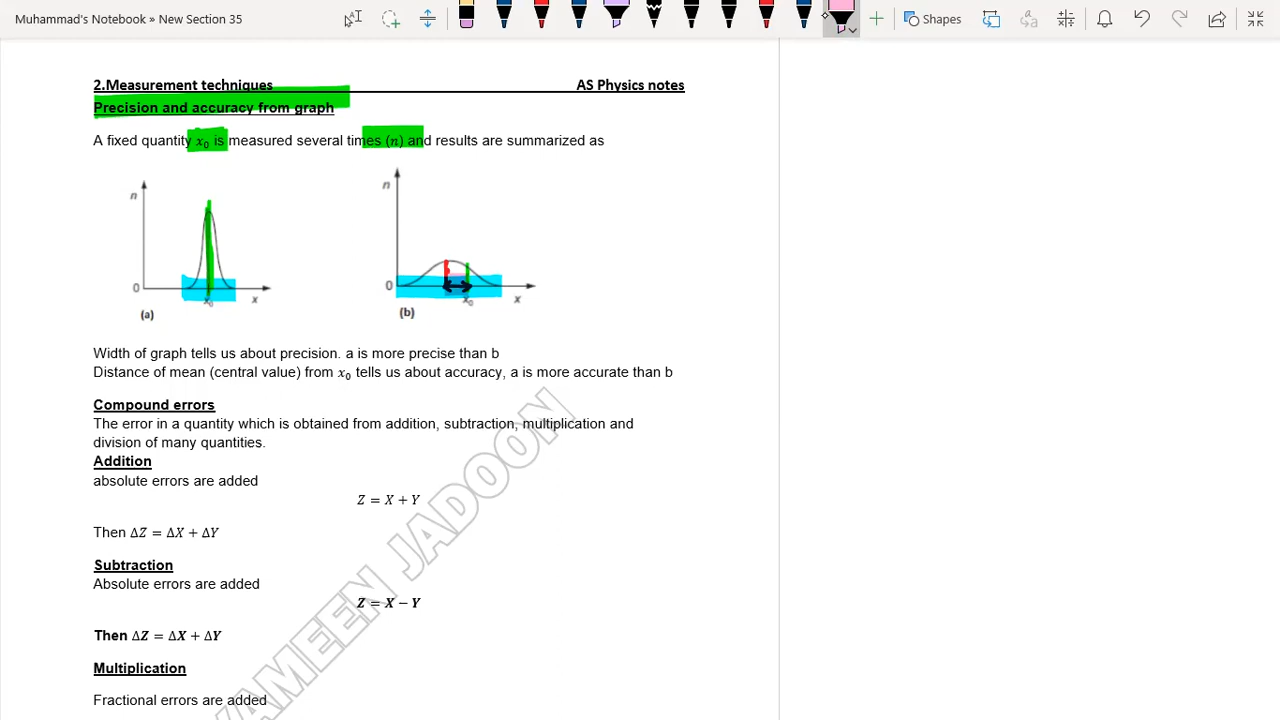 Muhammad's Notebook » New Section 35
Shapes
2.Measurement techniques AS Physics notes
Precision and accuracy from graph
A fixed quantity x₀ is measured several times (n) and results are summarized as
n
0
x₀
x
(a)
n
0
x₀
x
(b)
Width of graph tells us about precision. a is more precise than b
Distance of mean (central value) from x₀ tells us about accuracy, a is more accurate than b
Compound errors
The error in a quantity which is obtained from addition, subtraction, multiplication and
division of many quantities.
Addition
absolute errors are added
Z = X + Y
Then ΔZ = ΔX + ΔY
Subtraction
Absolute errors are added
Z = X − Y
Then ΔZ = ΔX + ΔY
Multiplication
Fractional errors are added
YAMEEN JADOON